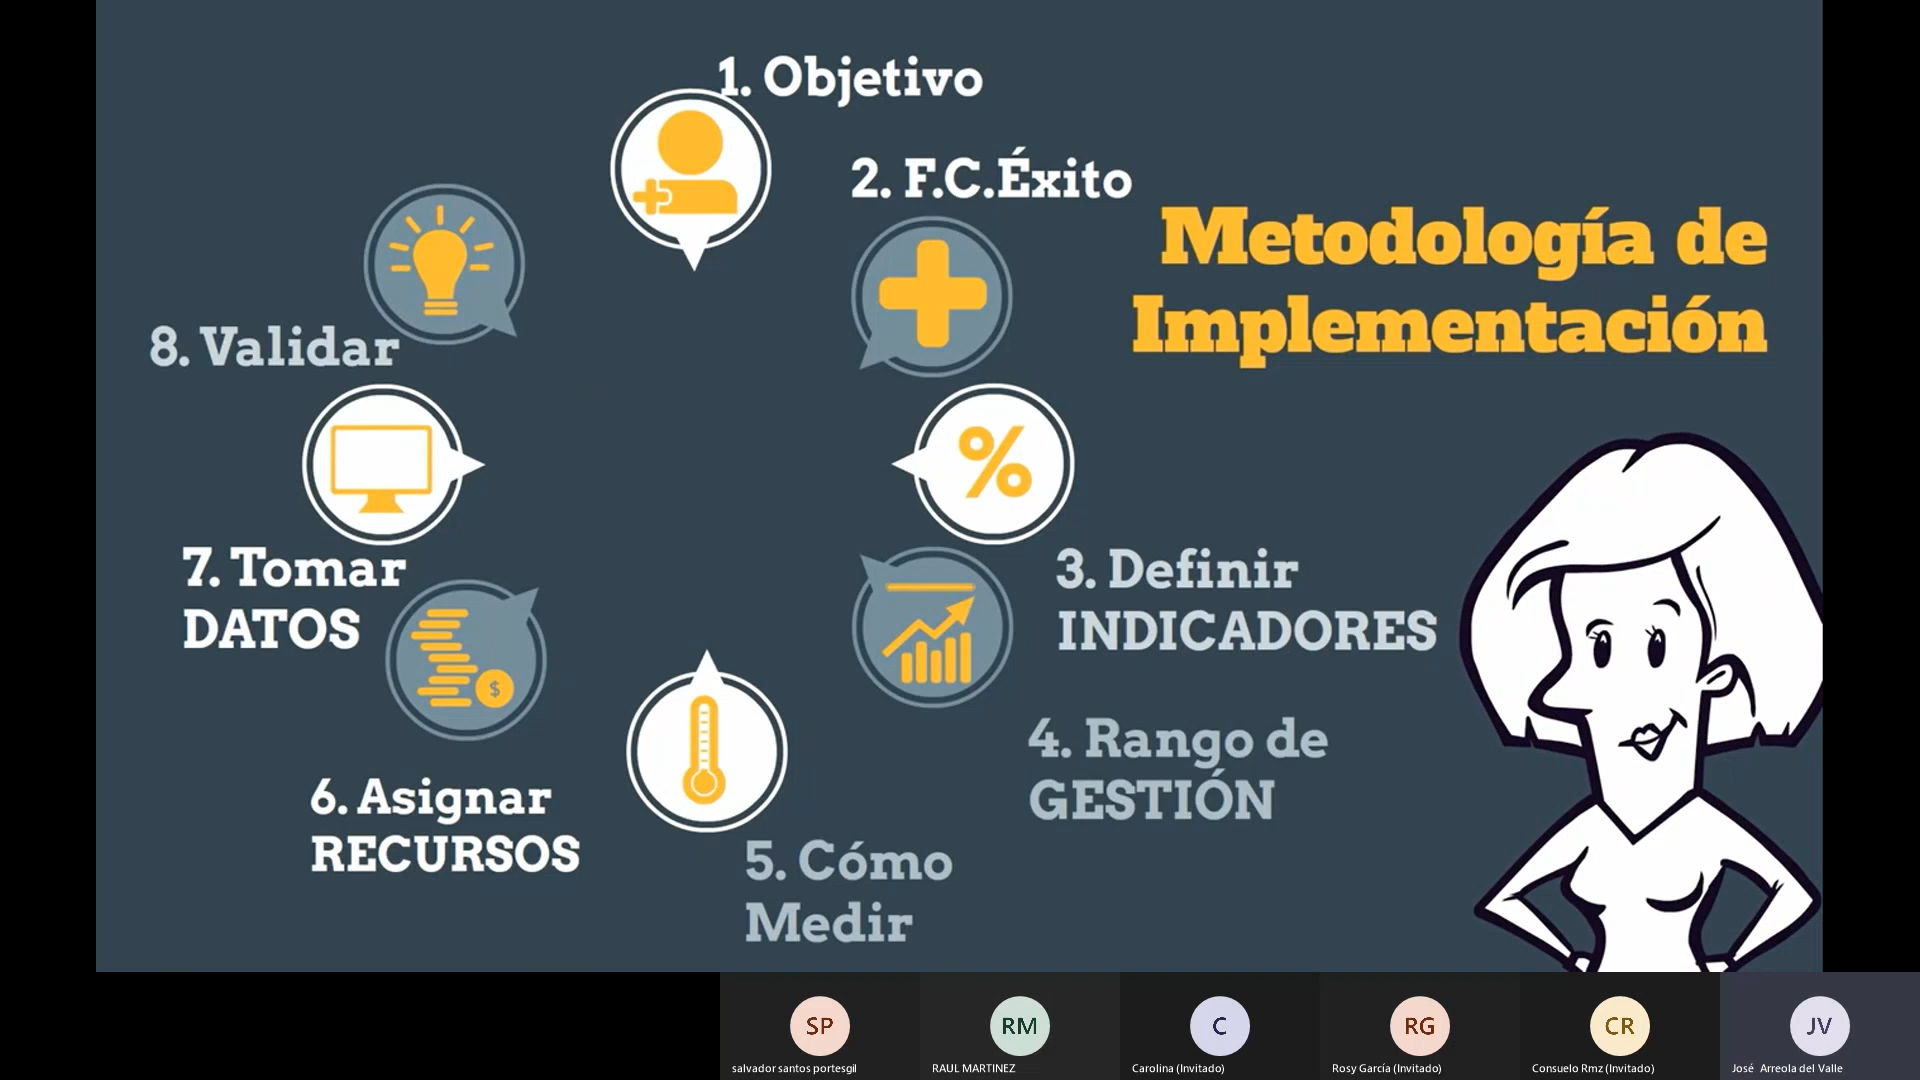 1. Objetivo
2. F.C.Éxito
Metodología de
Implementación
%
3. Definir
INDICADORES
4. Rango de
GESTIÓN
5. Cómo
Medir
6. Asignar
RECURSOS
$
7. Tomar
DATOS
8. Validar
SP
RM
C
RG
CR
JV
salvador santos portesgil
RAUL MARTINEZ
Carolina (Invitado)
Rosy García (Invitado)
Consuelo Rmz (Invitado)
José Arreola del Valle